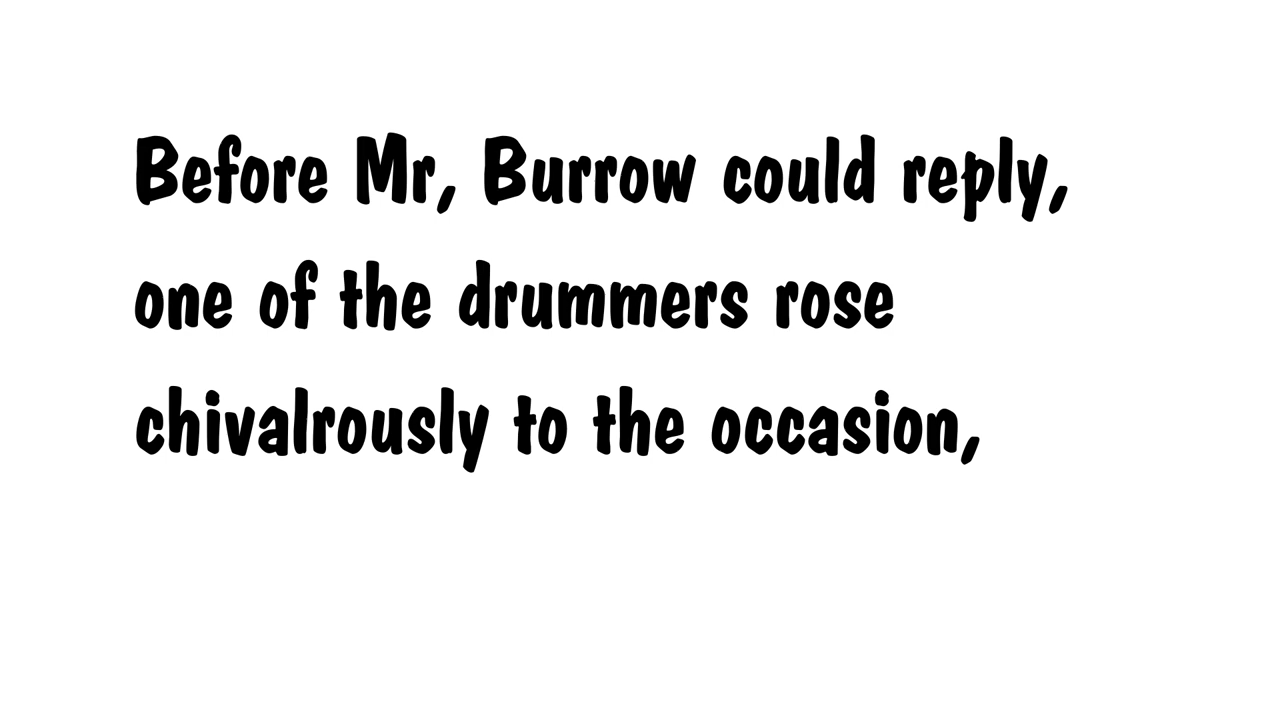 Before Mr, Burrow could reply,
one of the drummers rose
chivalrously to the occasion,